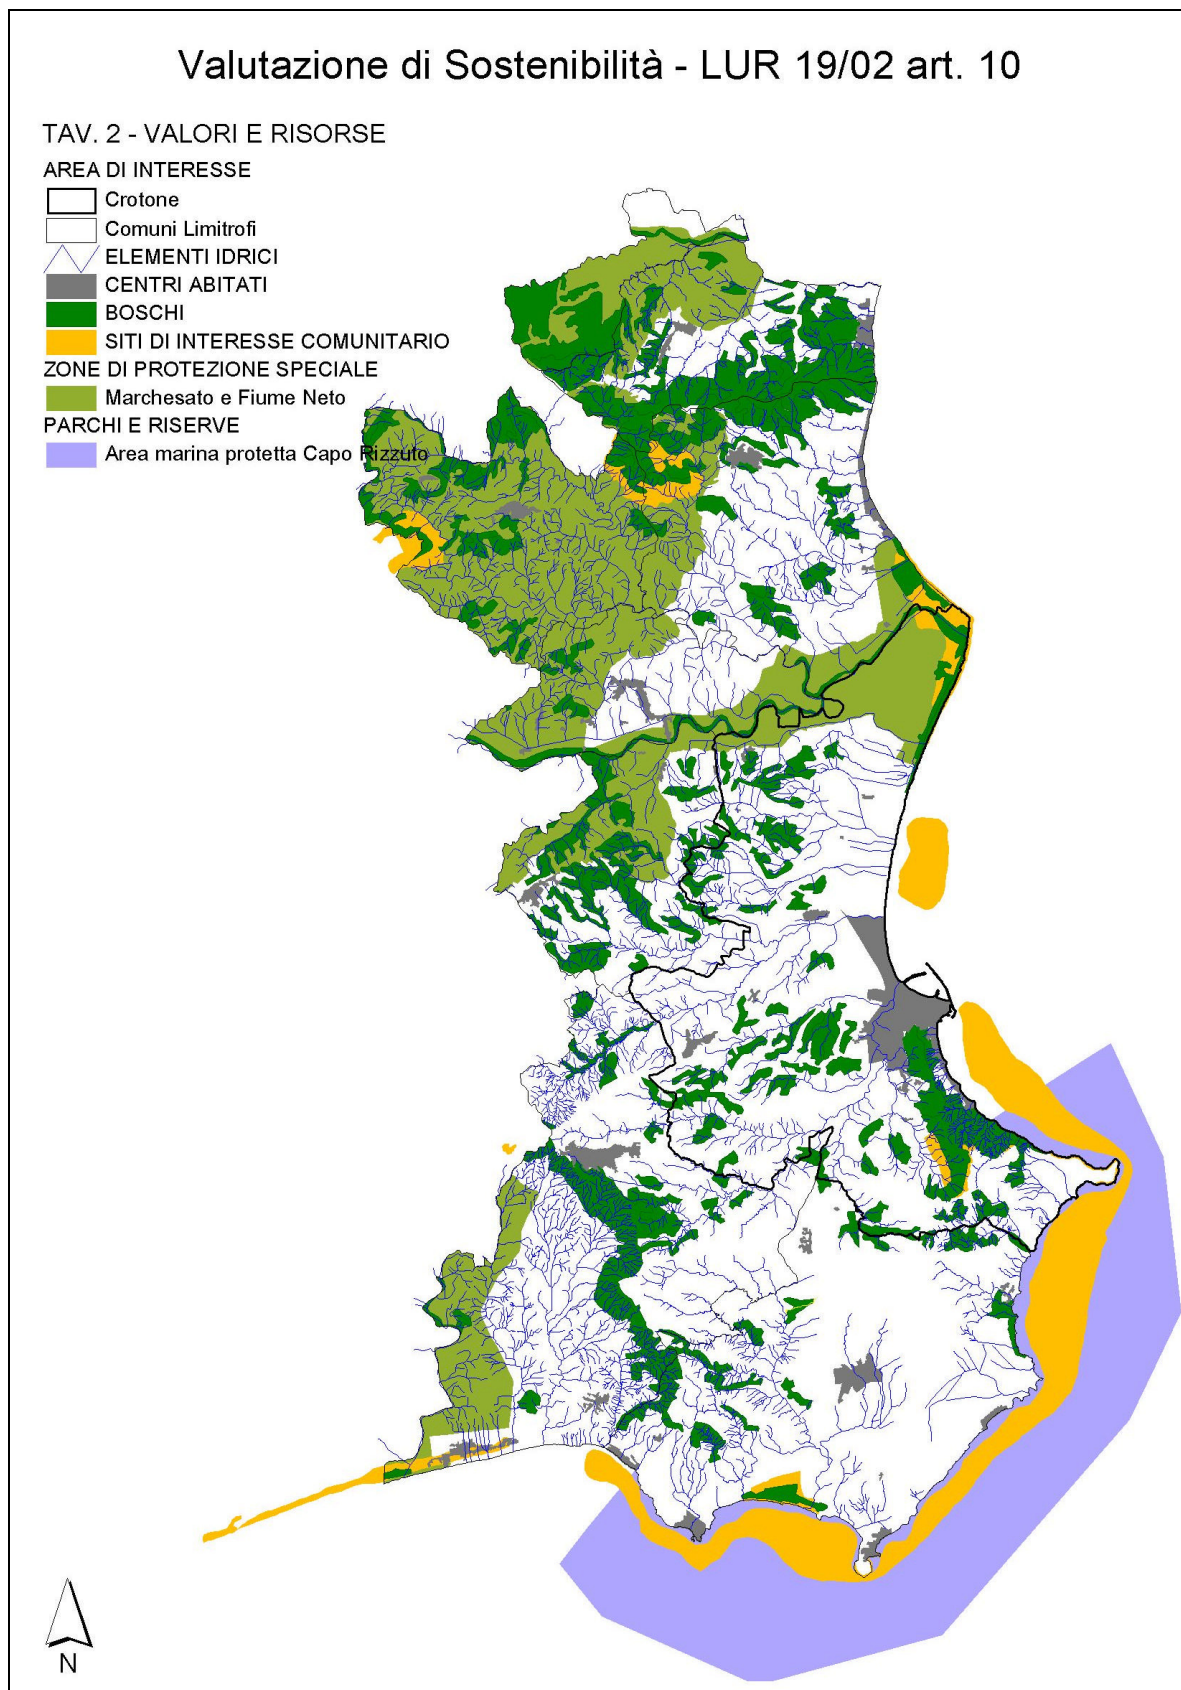 Valutazione di Sostenibilità - LUR 19/02 art. 10
TAV. 2 - VALORI E RISORSE
AREA DI INTERESSE
Crotone
Comuni Limitrofi
ELEMENTI IDRICI
CENTRI ABITATI
BOSCHI
SITI DI INTERESSE COMUNITARIO
ZONE DI PROTEZIONE SPECIALE
Marchesato e Fiume Neto
PARCHI E RISERVE
Area marina protetta Capo Rizzuto
N